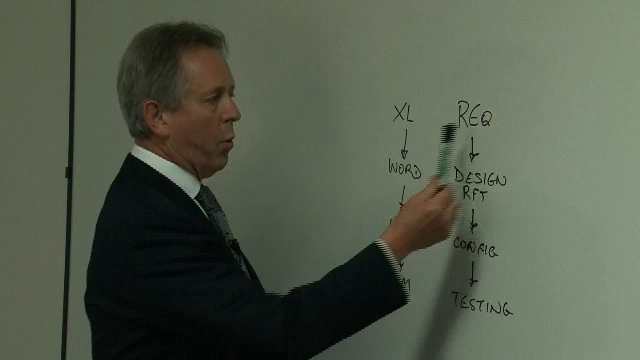 XL
WORD
REQ
DESIGN
RFT
CONFIG
TESTING